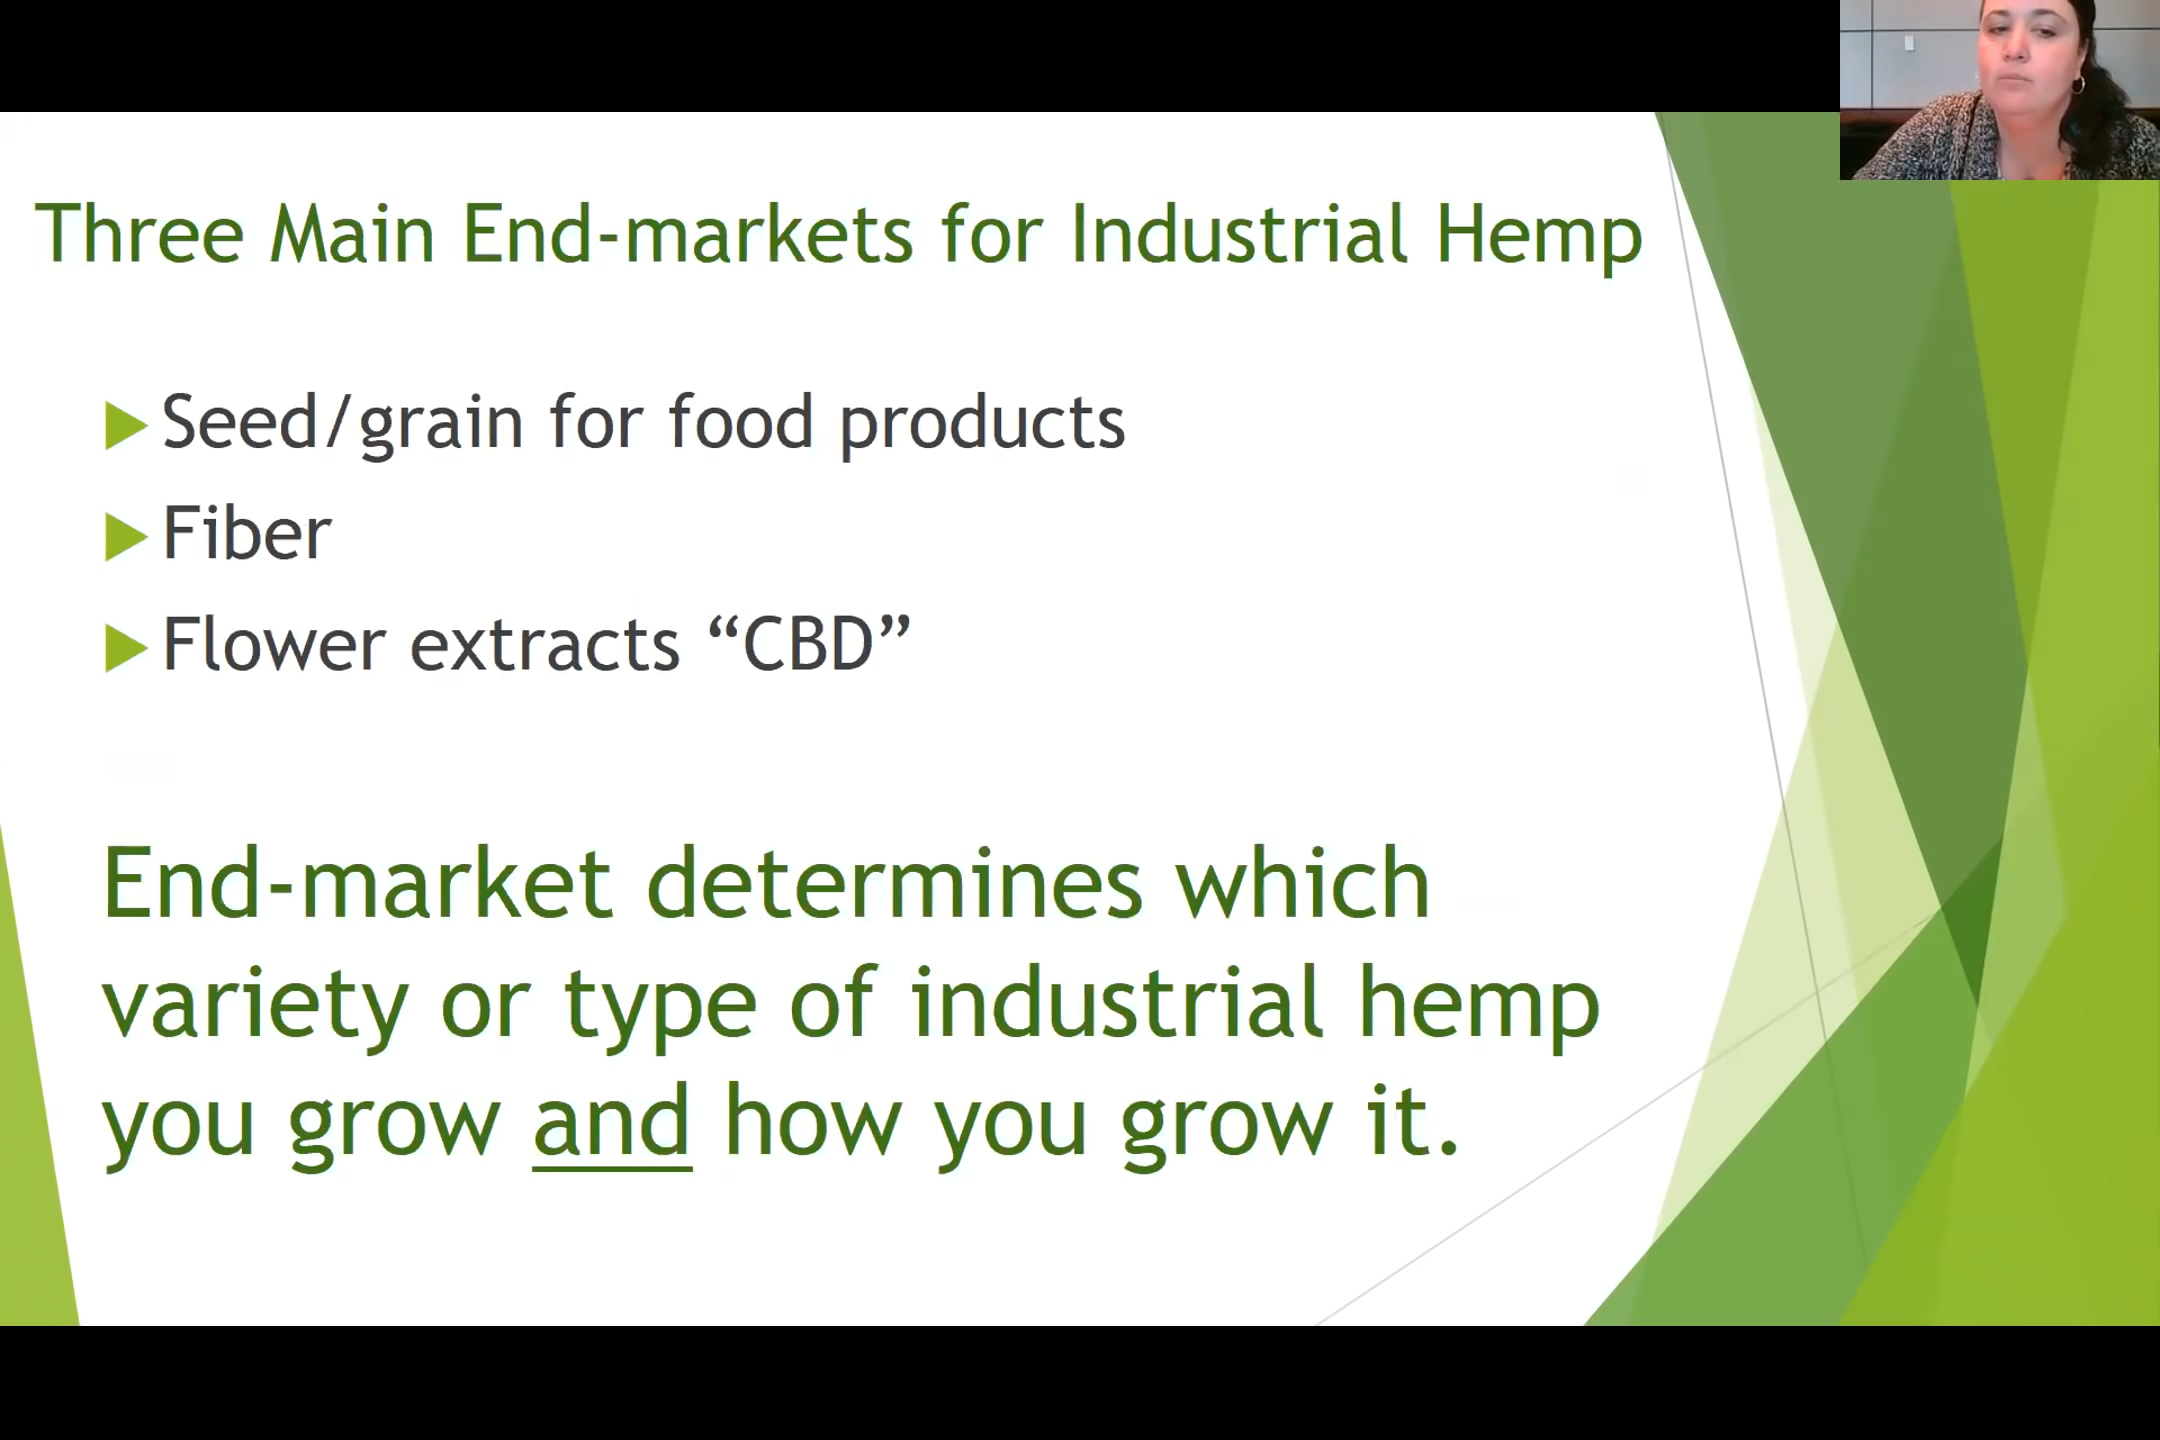 Three Main End-markets for Industrial Hemp
Seed/grain for food products
Fiber
Flower extracts “CBD”
End-market determines which
variety or type of industrial hemp
you grow and how you grow it.